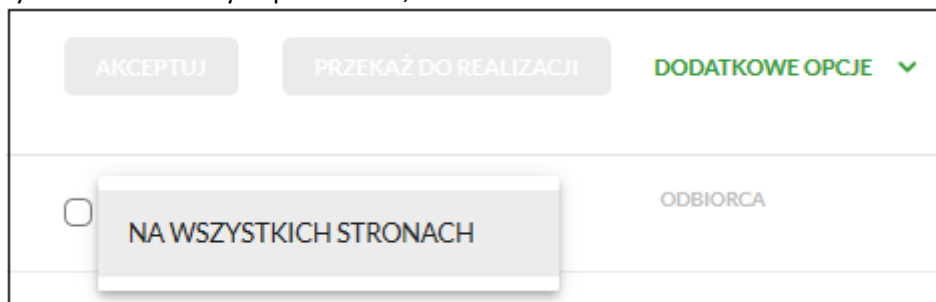 AKCEPTUJ PRZEKAŻ DO REALIZACJI DODATKOWE OPCJE
ODBIORCA
NA WSZYSTKICH STRONACH